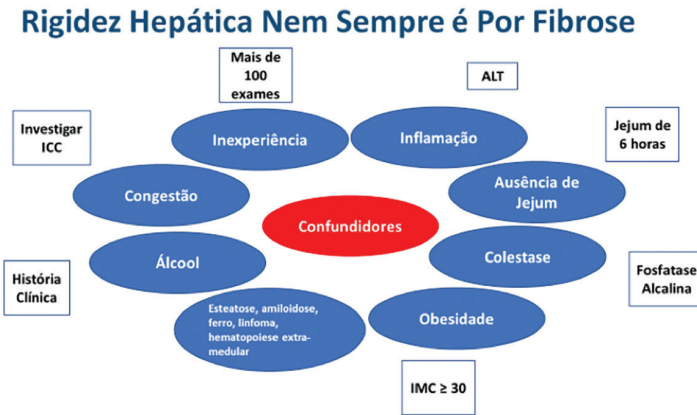 Rigidez Hepática Nem Sempre é Por Fibrose
Mais de
100
exames
ALT
Investigar
ICC
Inexperiência
Inflamação
Jejum de
6 horas
Congestão
Ausência de
Jejum
Confundidores
Álcool
Colestase
História
Clínica
Fosfatase
Alcalina
Esteatose, amiloidose,
ferro, linfoma,
hematopoiese extra-
medular
Obesidade
IMC ≥ 30